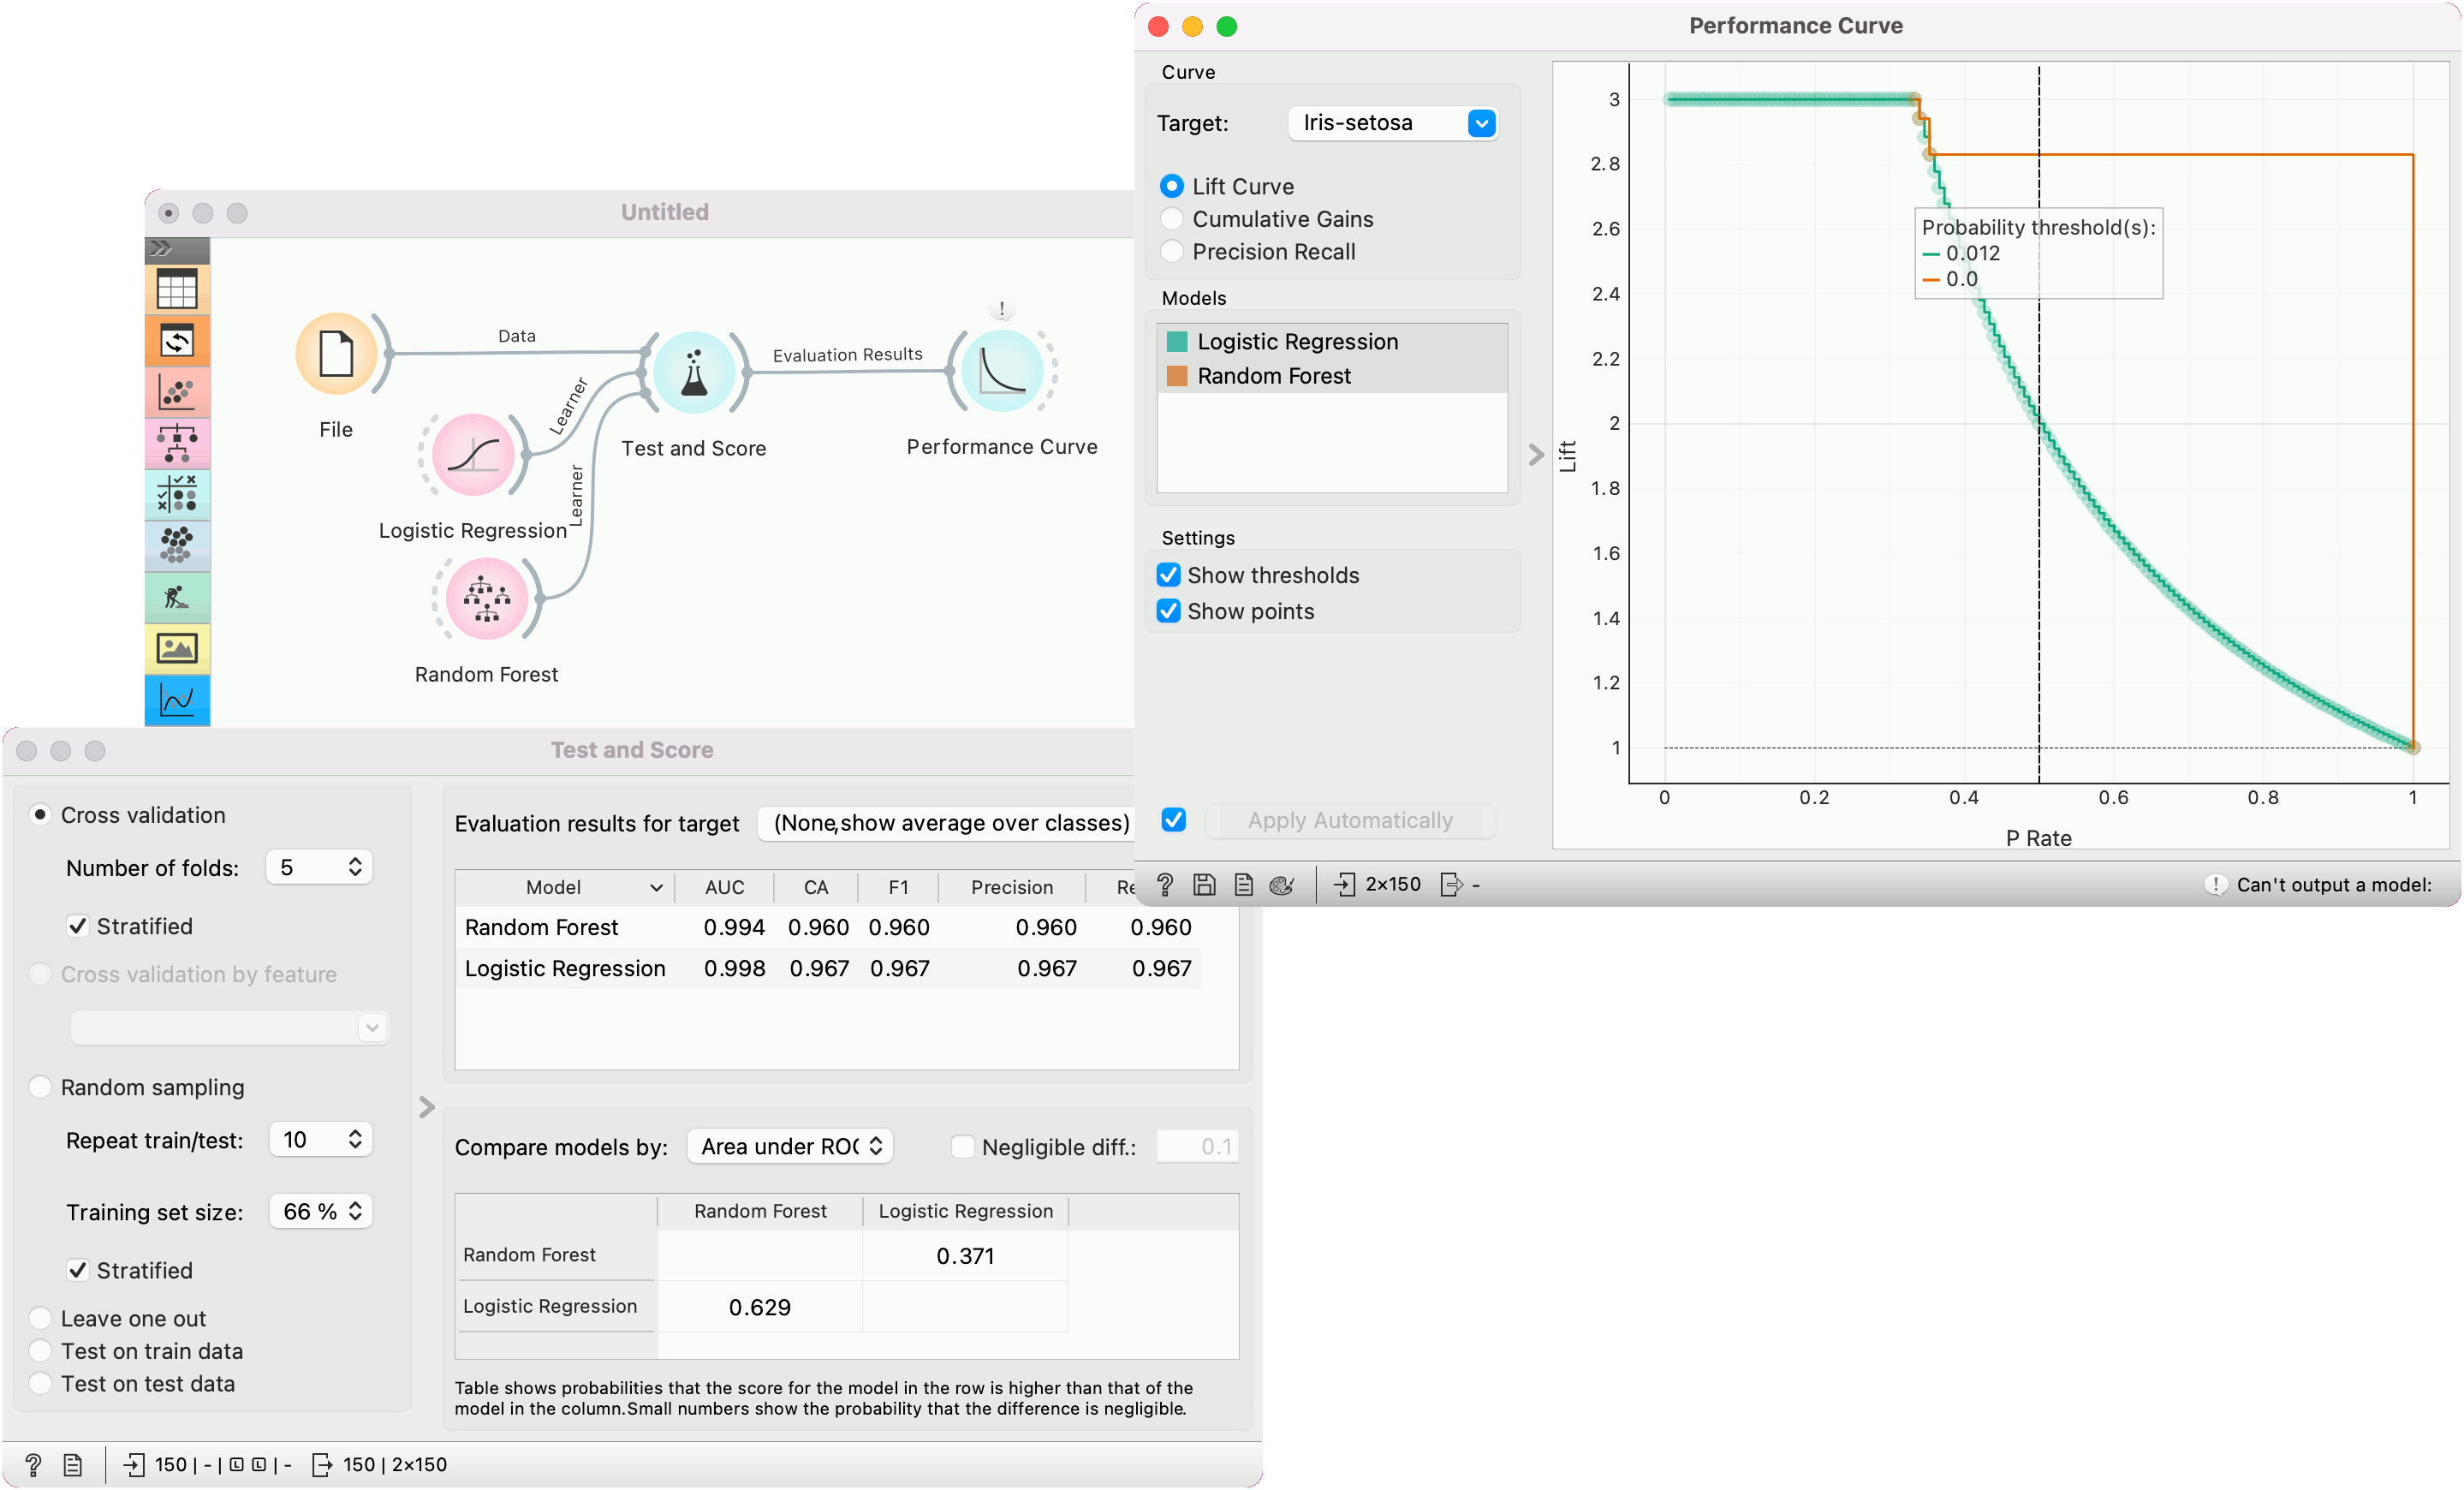 Performance Curve
Curve
Target: Iris-setosa
Lift Curve
Cumulative Gains
Precision Recall
Models
Logistic Regression
Random Forest
Settings
Show thresholds
Show points
Apply Automatically
3
2.8
2.6
2.4
2.2
2
1.8
1.6
1.4
1.2
1
Lift
Probability threshold(s):
0.012
0.0
0 0.2 0.4 0.6 0.8 1
P Rate
? 2×150 -
! Can't output a model:
Untitled
File
Data
Learner
Learner
Logistic Regression
Random Forest
Test and Score
Evaluation Results
!
Performance Curve
Test and Score
Cross validation
Number of folds: 5
Stratified
Cross validation by feature
Random sampling
Repeat train/test: 10
Training set size: 66 %
Stratified
Leave one out
Test on train data
Test on test data
Evaluation results for target (None,show average over classes)
Model AUC CA F1 Precision Re
Random Forest 0.994 0.960 0.960 0.960 0.960
Logistic Regression 0.998 0.967 0.967 0.967 0.967
Compare models by: Area under ROC Negligible diff.: 0.1
Random Forest Logistic Regression
Random Forest 0.371
Logistic Regression 0.629
Table shows probabilities that the score for the model in the row is higher than that of the
model in the column.Small numbers show the probability that the difference is negligible.
? 150 | - | L L | - 150 | 2×150